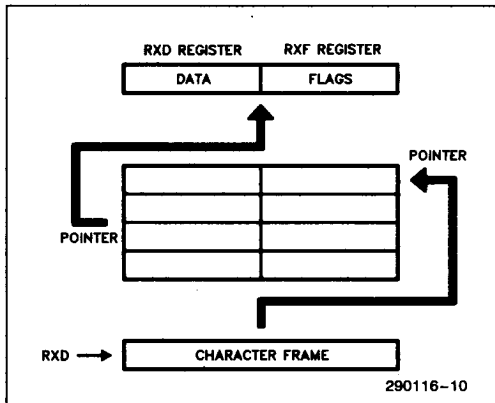 RXD REGISTER RXF REGISTER
DATA FLAGS
POINTER
POINTER
RXD
CHARACTER FRAME
290116-10